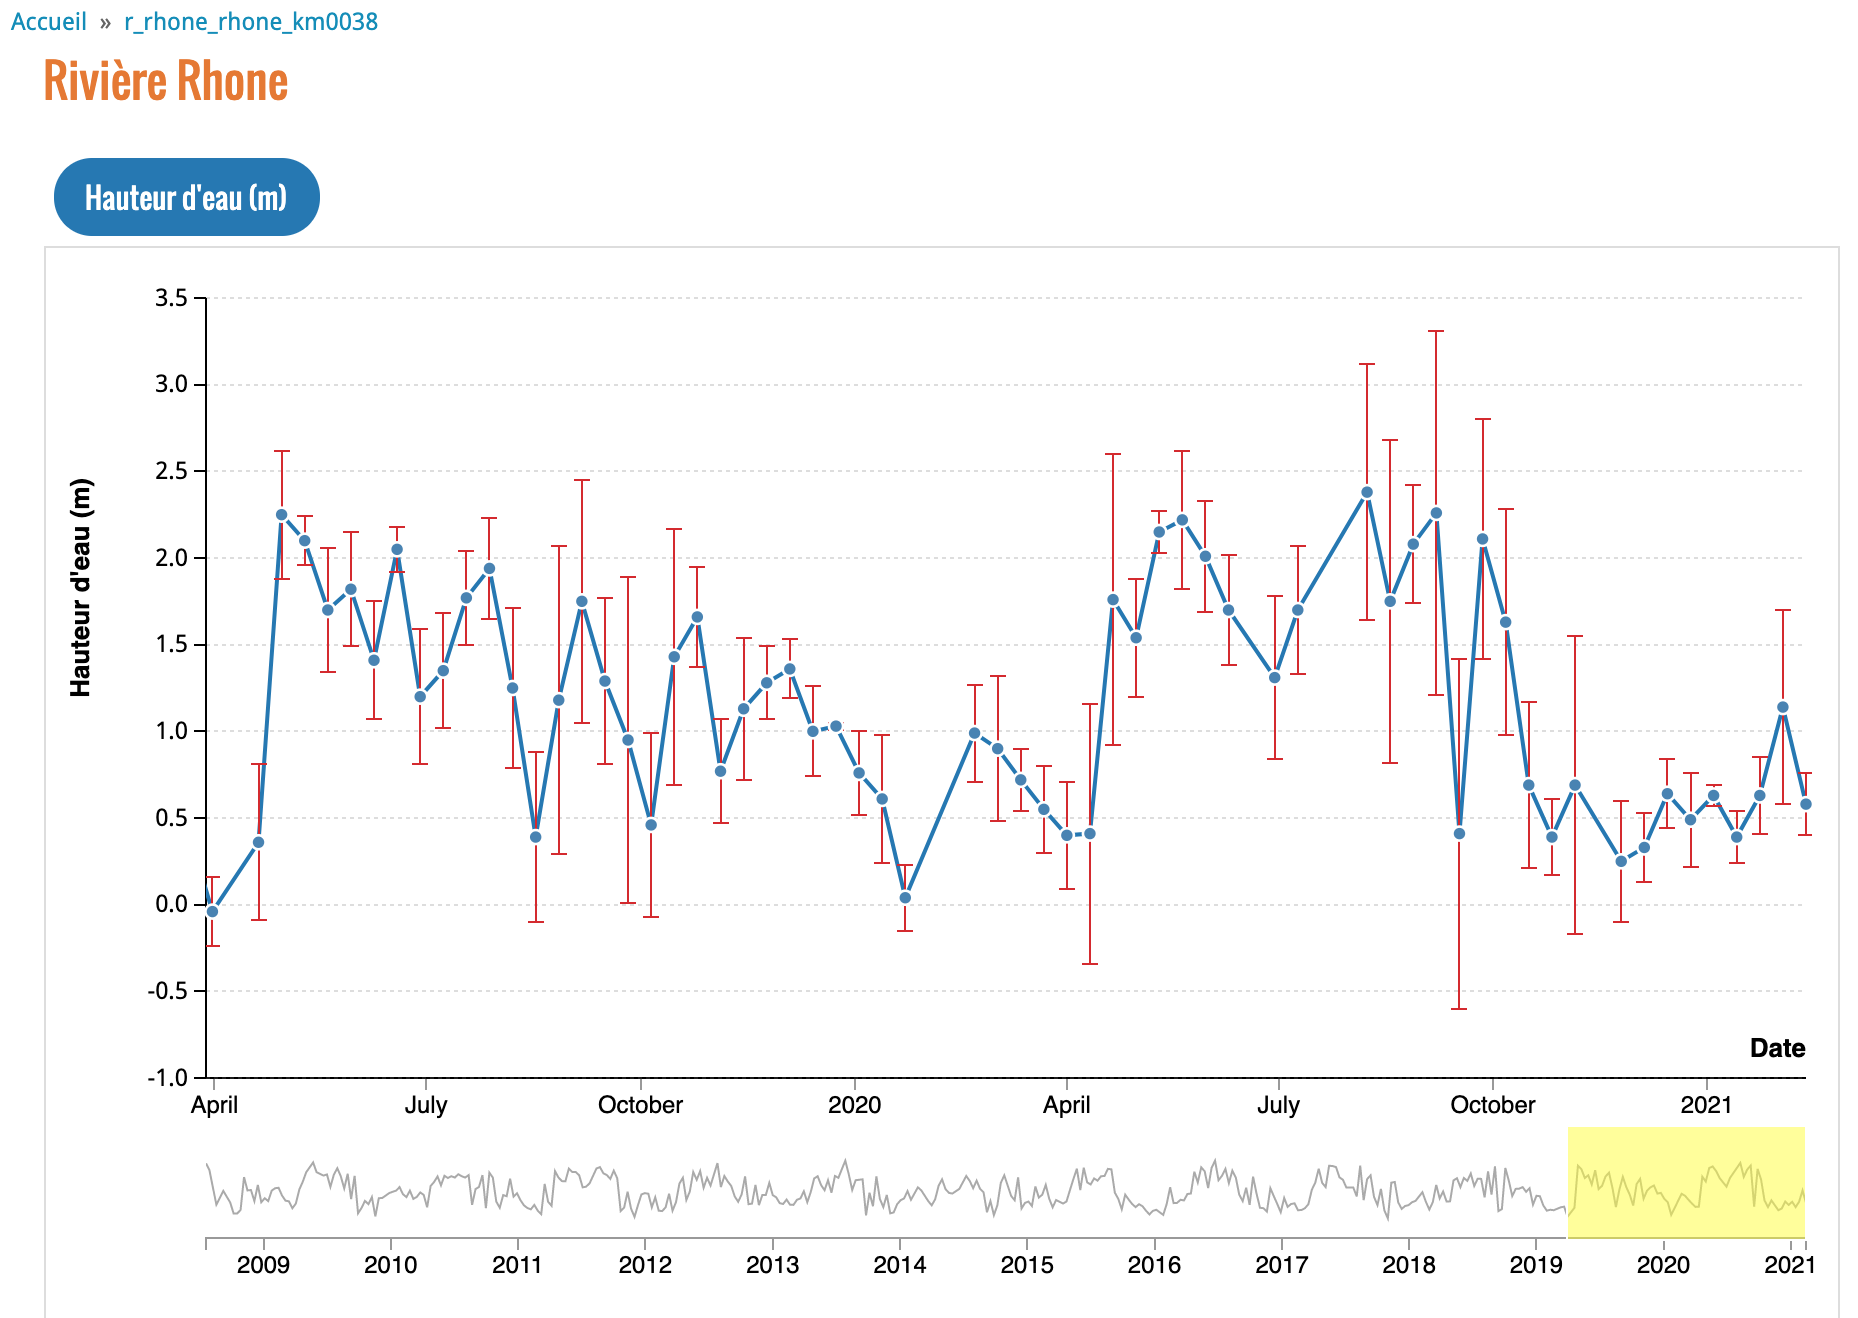 Accueil » r_rhone_rhone_km0038
Rivière Rhone
Hauteur d'eau (m)
3.5
3.0
2.5
2.0
1.5
1.0
0.5
0.0
-0.5
-1.0
Hauteur d'eau (m)
Date
April July October 2020 April July October 2021
2009 2010 2011 2012 2013 2014 2015 2016 2017 2018 2019 2020 2021